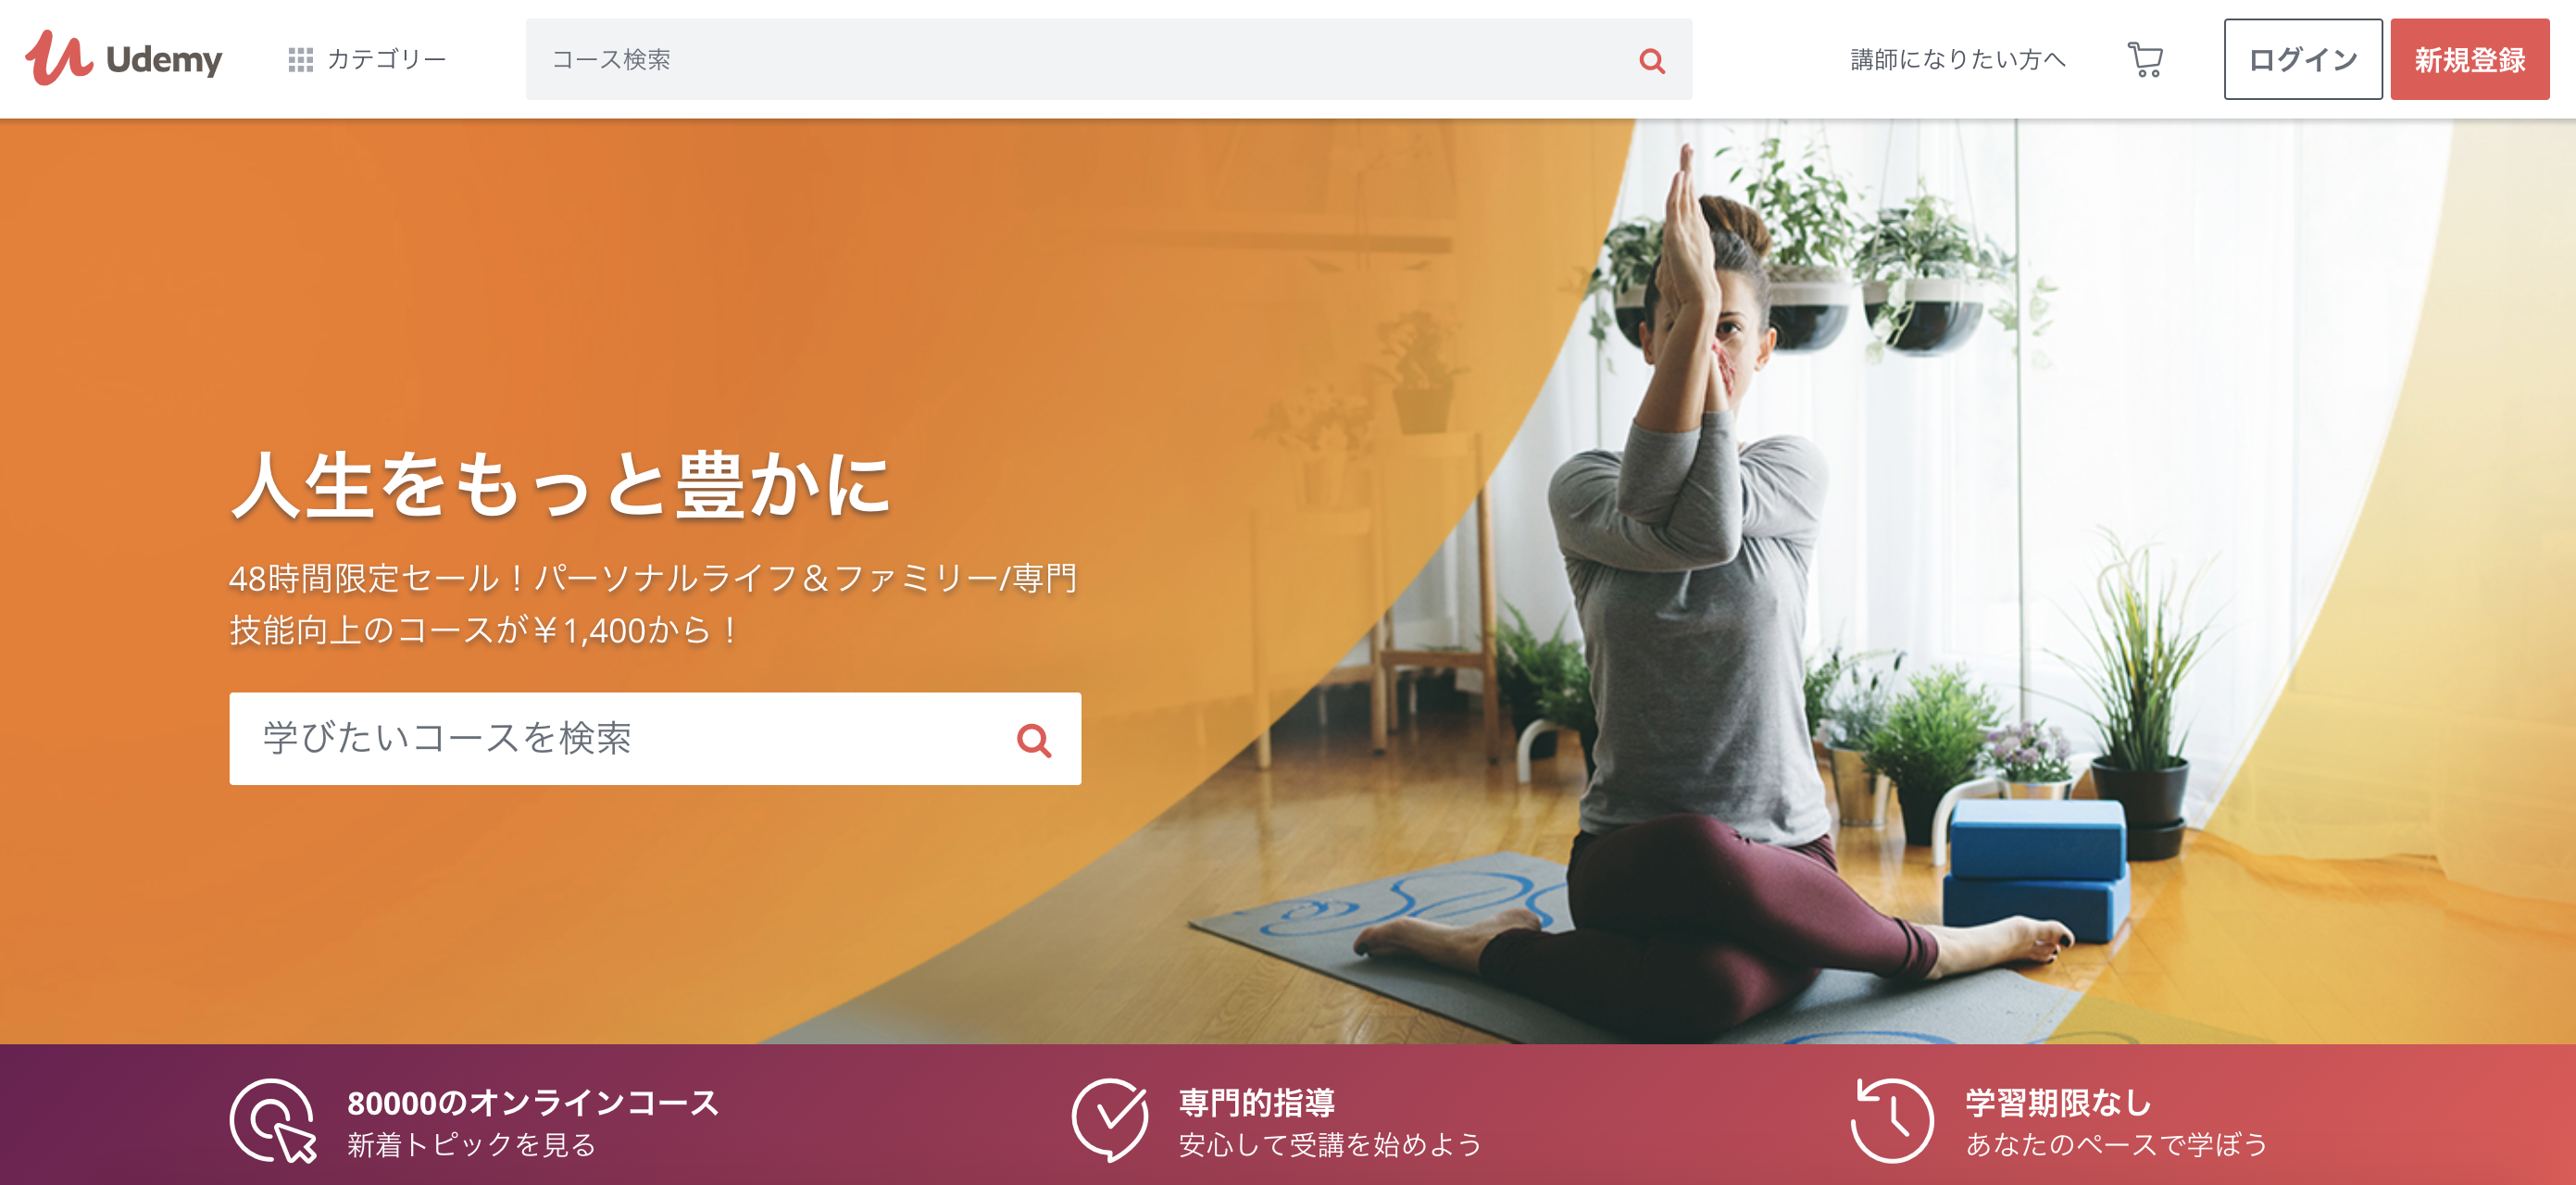 Udemy
カテゴリー
コース検索
講師になりたい方へ
ログイン
新規登録
人生をもっと豊かに
48時間限定セール！パーソナルライフ＆ファミリー/専門
技能向上のコースが￥1,400から！
学びたいコースを検索
80000のオンラインコース
新着トピックを見る
専門的指導
安心して受講を始めよう
学習期限なし
あなたのペースで学ぼう